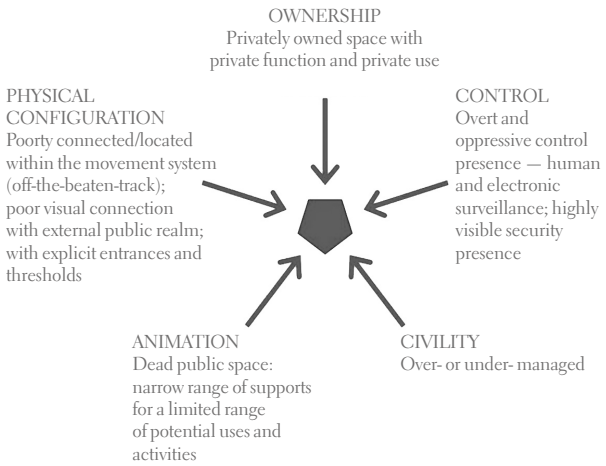 OWNERSHIP
Privately owned space with
private function and private use
PHYSICAL
CONFIGURATION
Poorty connected/located
within the movement system
(off-the-beaten-track);
poor visual connection
with external public realm;
with explicit entrances and
thresholds
CONTROL
Overt and
oppressive control
presence — human
and electronic
surveillance; highly
visible security
presence
ANIMATION
Dead public space:
narrow range of supports
for a limited range
of potential uses and
activities
CIVILITY
Over- or under- managed